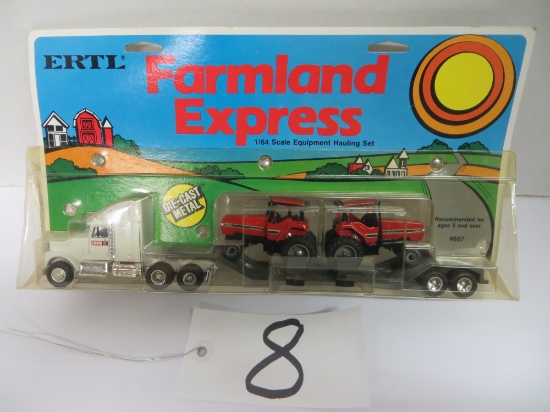 ERTL®
Farmland
Express
1/64 Scale Equipment Hauling Set
DIE-CAST
METAL
Recommended for
ages 3 and over
#607
8